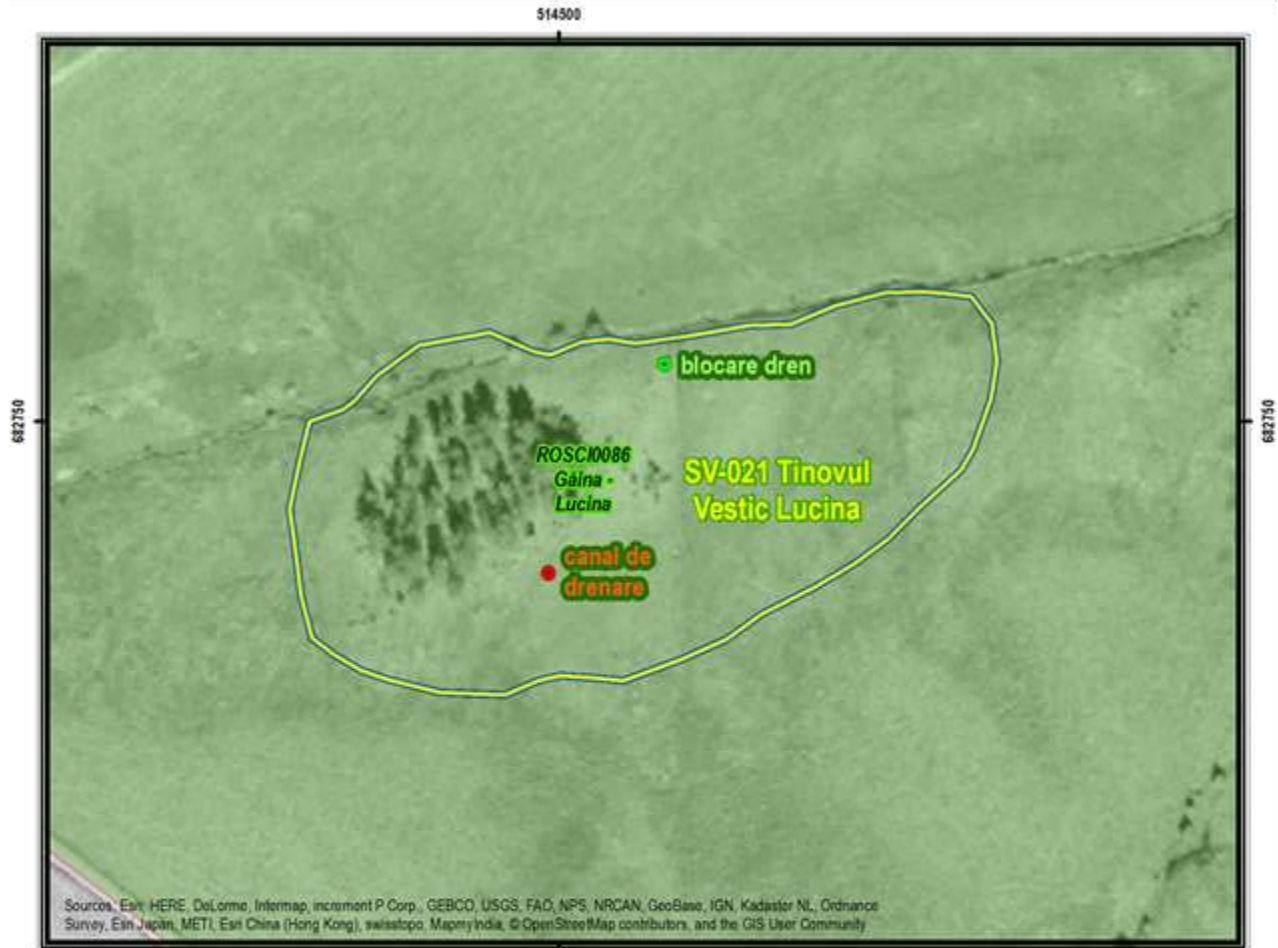 514500
682750
682750
blocare dren
ROSCI0086
Găina -
Lucina
SV-021 Tinovul
Vestic Lucina
canal de
drenare
Sources: Esri, HERE, DeLorme, Intermap, increment P Corp., GEBCO, USGS, FAO, NPS, NRCAN, GeoBase, IGN, Kadaster NL, Ordnance
Survey, Esri Japan, METI, Esri China (Hong Kong), swisstopo, MapmyIndia, © OpenStreetMap contributors, and the GIS User Community